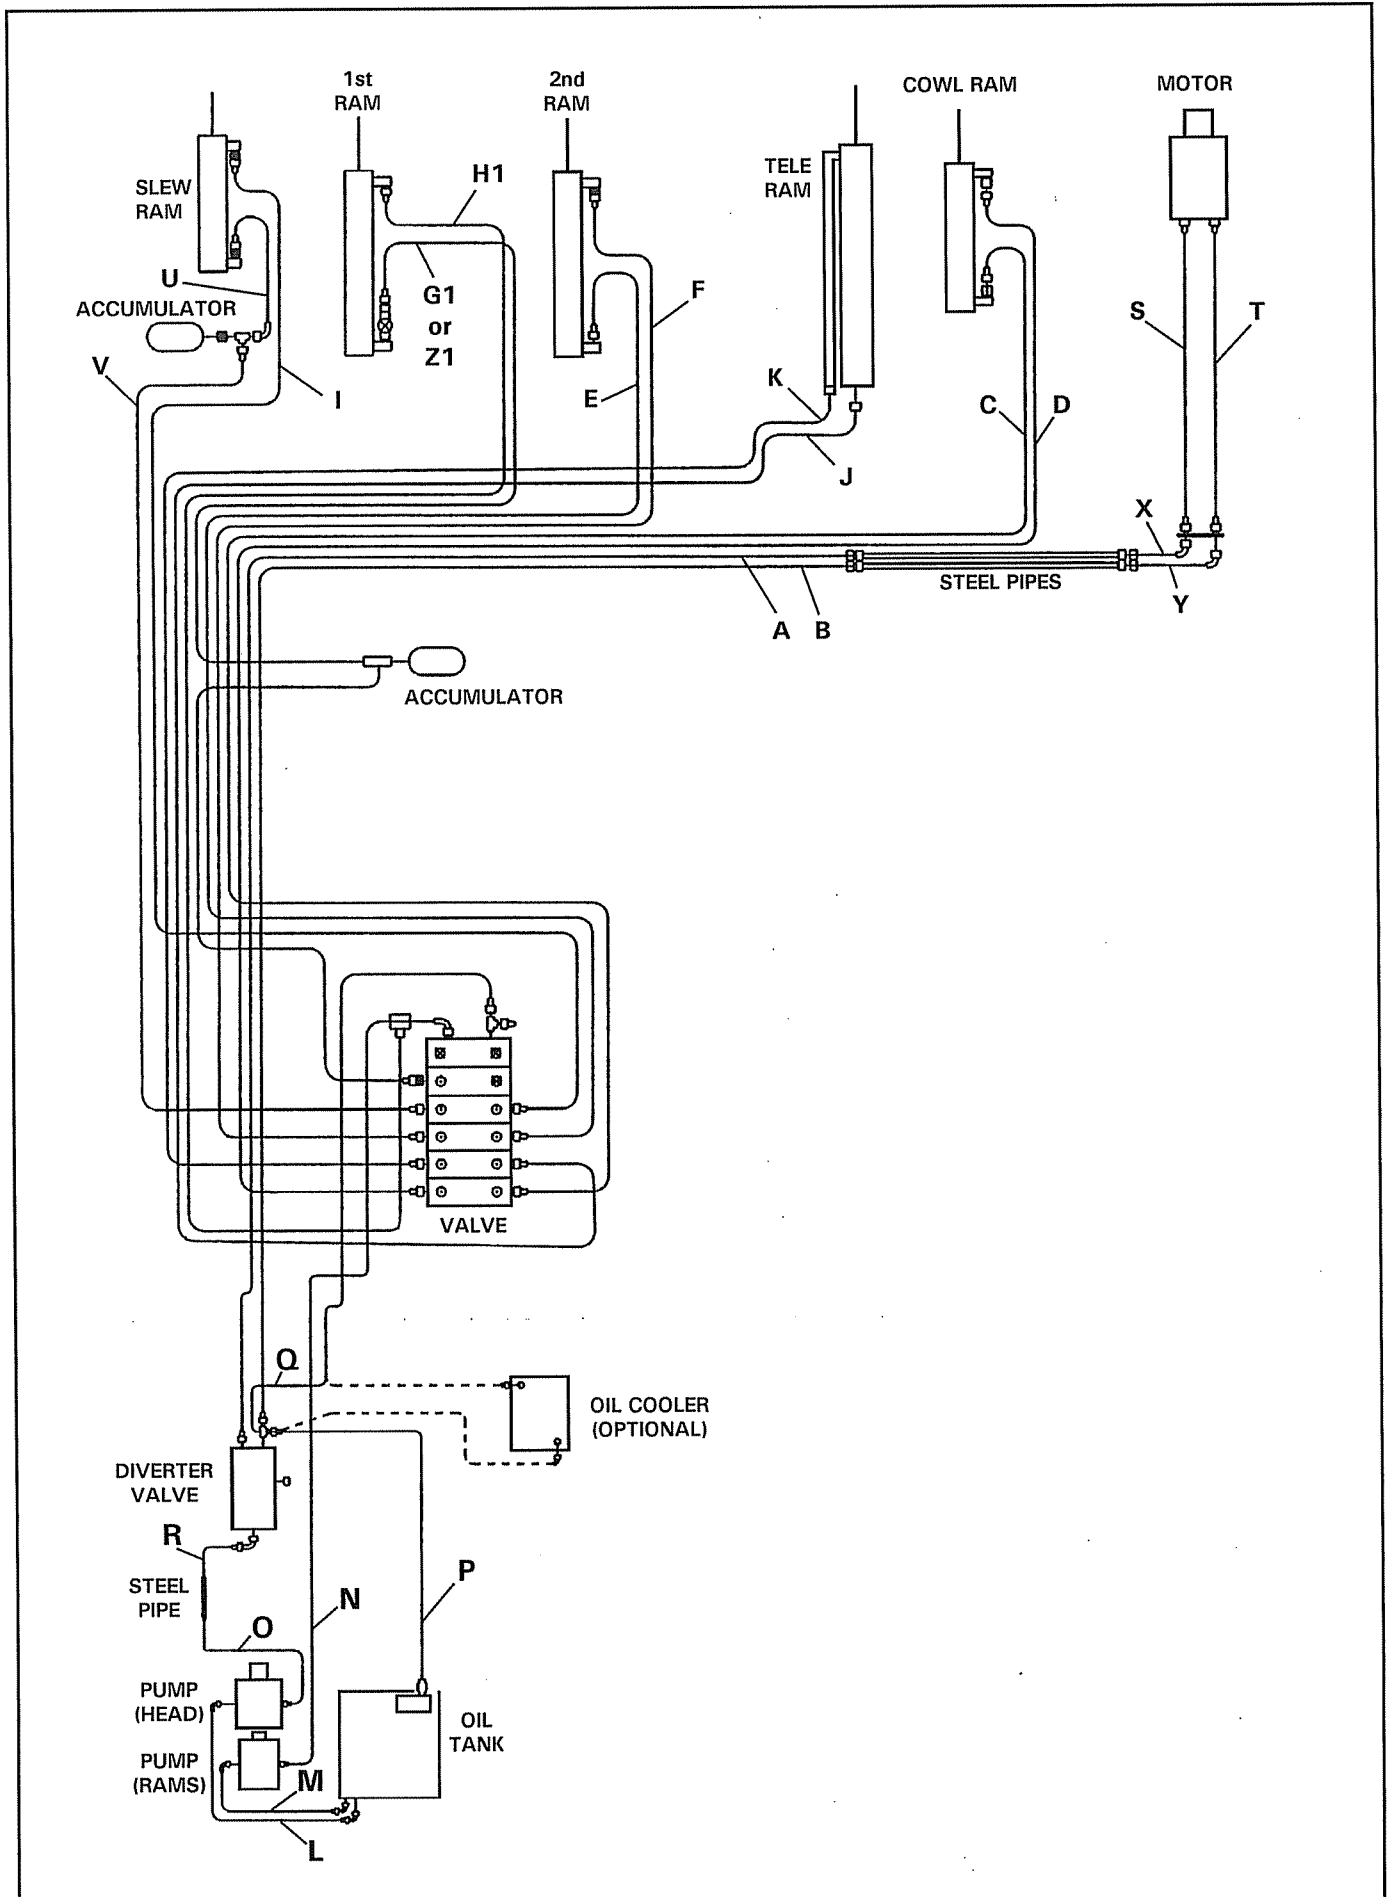 1st
RAM
2nd
RAM
COWL RAM
MOTOR
SLEW
RAM
H1
TELE
RAM
U
G1
or
Z1
F
ACCUMULATOR
S
T
V
I
E
K
C
D
J
X
STEEL PIPES
Y
A
B
ACCUMULATOR
VALVE
Q
OIL COOLER
(OPTIONAL)
DIVERTER
VALVE
R
STEEL
PIPE
P
N
O
PUMP
(HEAD)
OIL
TANK
PUMP
(RAMS)
M
L